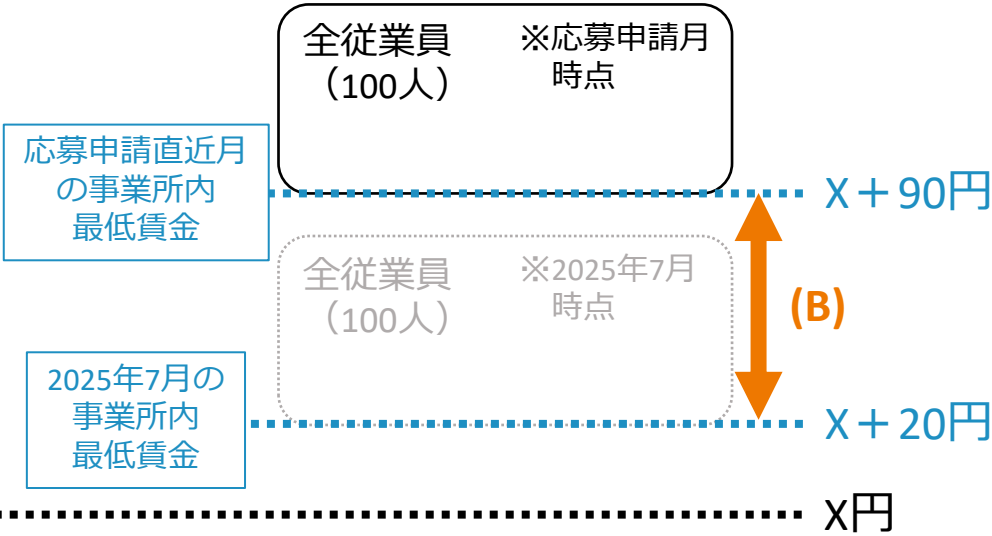 全従業員
（100人）
※応募申請月
時点
応募申請直近月
の事業所内
最低賃金
X＋90円
全従業員
（100人）
※2025年7月
時点
(B)
2025年7月の
事業所内
最低賃金
X＋20円
X円